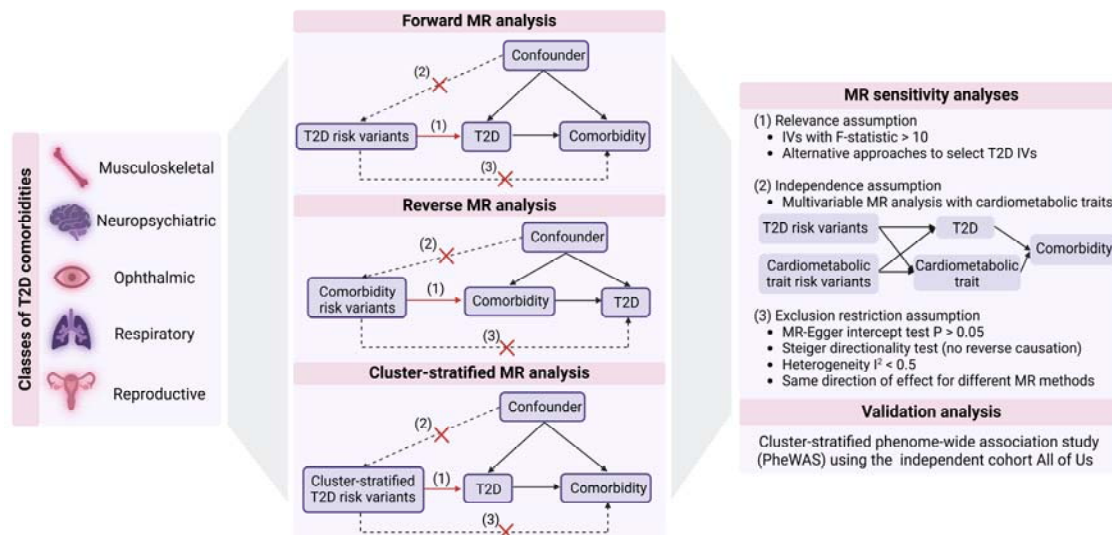 Classes of T2D comorbidities
Musculoskeletal
Neuropsychiatric
Ophthalmic
Respiratory
Reproductive
Forward MR analysis
Confounder
(2)
T2D risk variants
(1)
T2D
Comorbidity
(3)
Reverse MR analysis
Confounder
(2)
Comorbidity
risk variants
(1)
Comorbidity
T2D
(3)
Cluster-stratified MR analysis
Confounder
(2)
Cluster-stratified
T2D risk variants
(1)
T2D
Comorbidity
(3)
MR sensitivity analyses
(1) Relevance assumption
• IVs with F-statistic > 10
• Alternative approaches to select T2D IVs
(2) Independence assumption
• Multivariable MR analysis with cardiometabolic traits
T2D risk variants
T2D
Comorbidity
Cardiometabolic
trait risk variants
Cardiometabolic
trait
(3) Exclusion restriction assumption
• MR-Egger intercept test P > 0.05
• Steiger directionality test (no reverse causation)
• Heterogeneity I² < 0.5
• Same direction of effect for different MR methods
Validation analysis
Cluster-stratified phenome-wide association study
(PheWAS) using the independent cohort All of Us